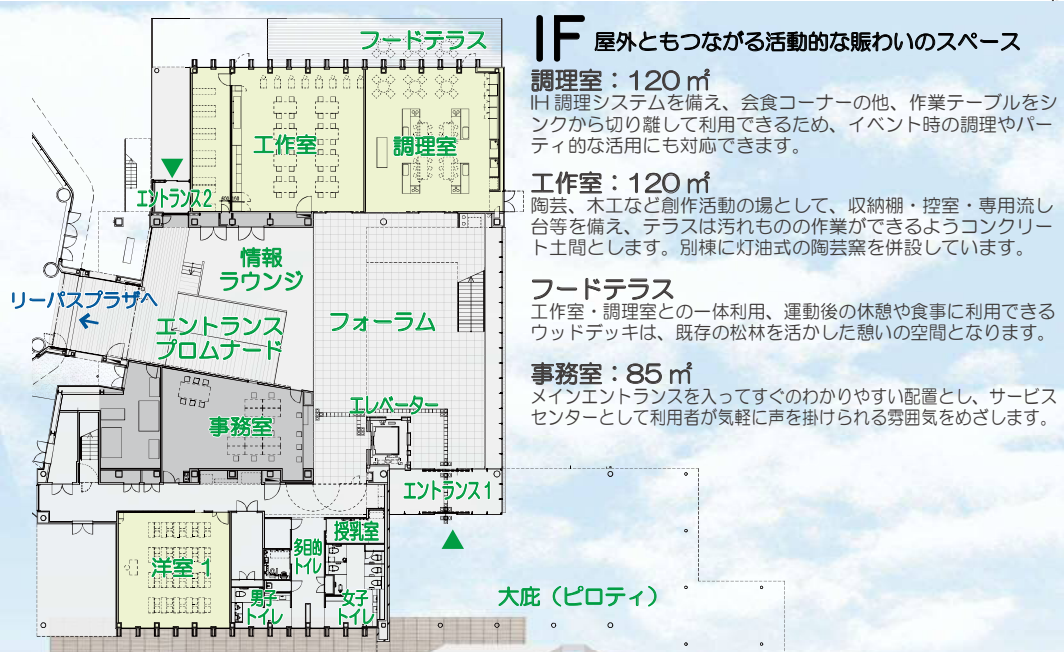 1F 屋外ともつながる活動的な賑わいのスペース
調理室：120㎡
IH調理システムを備え、会食コーナーの他、作業テーブルをシ
ンクから切り離して利用できるため、イベント時の調理やパー
ティ的な活用にも対応できます。
工作室：120㎡
陶芸、木工など創作活動の場として、収納棚・控室・専用流し
台等を備え、テラスは汚れものの作業ができるようコンクリー
ト土間とします。別棟に灯油式の陶芸窯を併設しています。
フードテラス
工作室・調理室との一体利用、運動後の休憩や食事に利用できる
ウッドデッキは、既存の松林を活かした憩いの空間となります。
事務室：85㎡
メインエントランスを入ってすぐのわかりやすい配置とし、サービス
センターとして利用者が気軽に声を掛けられる雰囲気をめざします。
フードテラス
工作室
調理室
エントランス2
情報
ラウンジ
リーパスプラザへ
エントランス
プロムナード
フォーラム
エレベーター
事務室
エントランス1
授乳室
多目的
トイレ
洋室1
男子
トイレ
女子
トイレ
大庇（ピロティ）